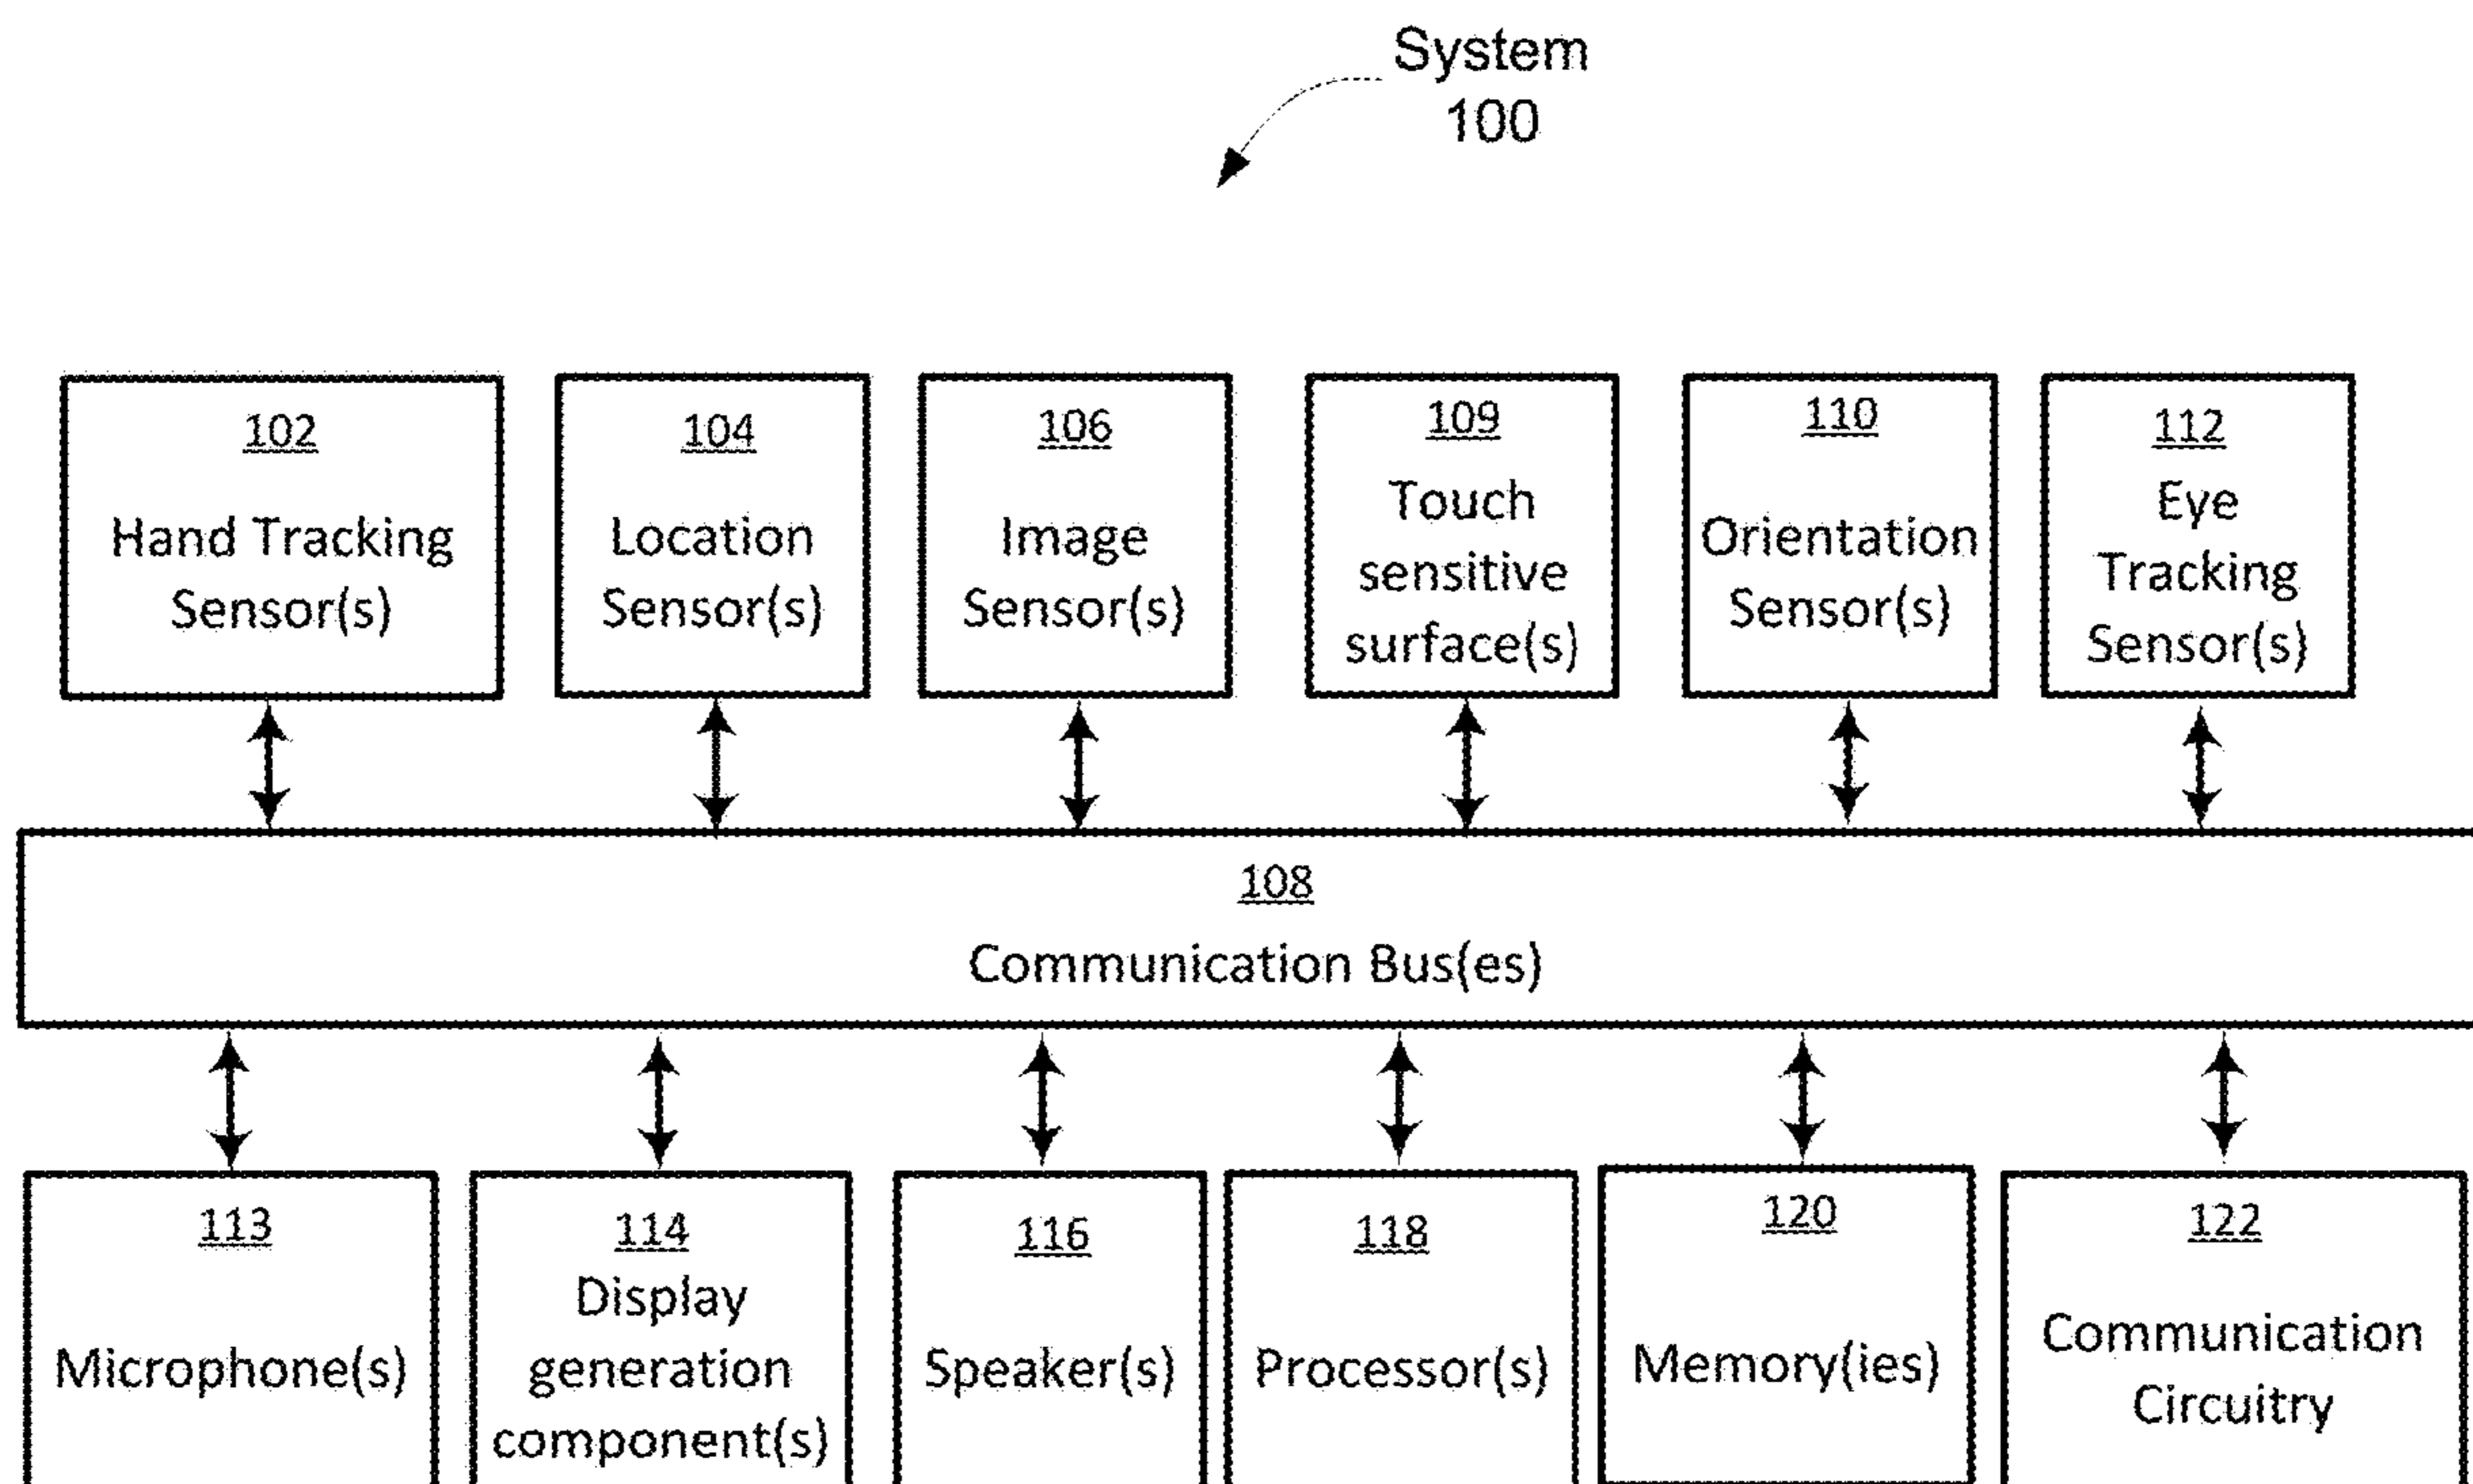 System
100
102
Hand Tracking
Sensor(s)
104
Location
Sensor(s)
106
Image
Sensor(s)
109
Touch
sensitive
surface(s)
110
Orientation
Sensor(s)
112
Eye
Tracking
Sensor(s)
108
Communication Bus(es)
113
Microphone(s)
114
Display
generation
component(s)
116
Speaker(s)
118
Processor(s)
120
Memory(ies)
122
Communication
Circuitry